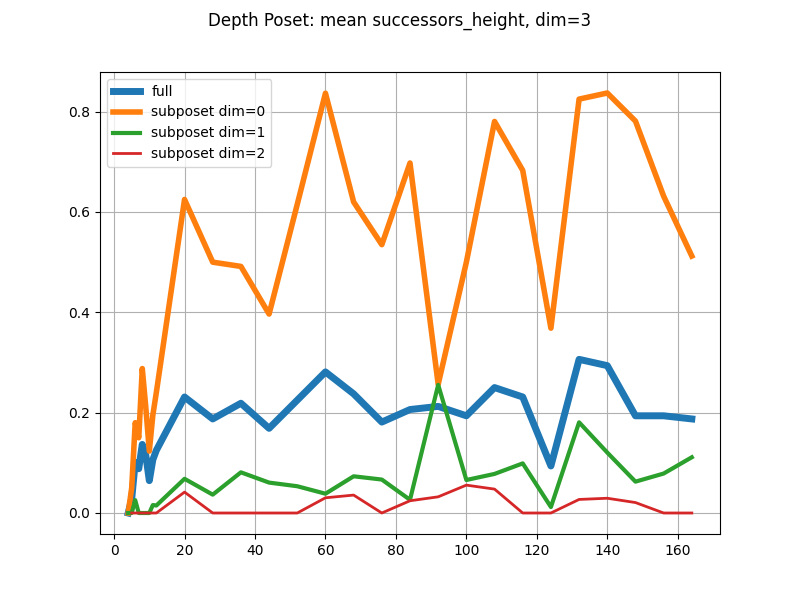 Depth Poset: mean successors_height, dim=3
full
subposet dim=0
subposet dim=1
subposet dim=2
0.8
0.6
0.4
0.2
0.0
0 20 40 60 80 100 120 140 160